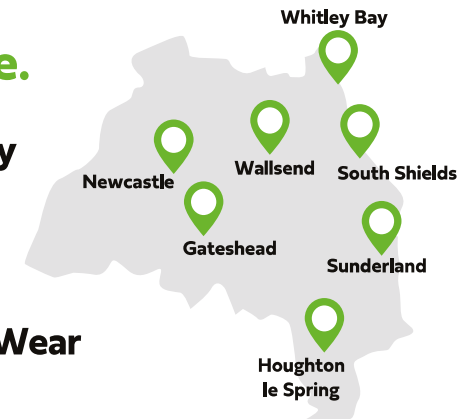 Whitley Bay
e.
y
Wallsend
South Shields
Newcastle
Gateshead
Sunderland
Wear
Houghton
le Spring